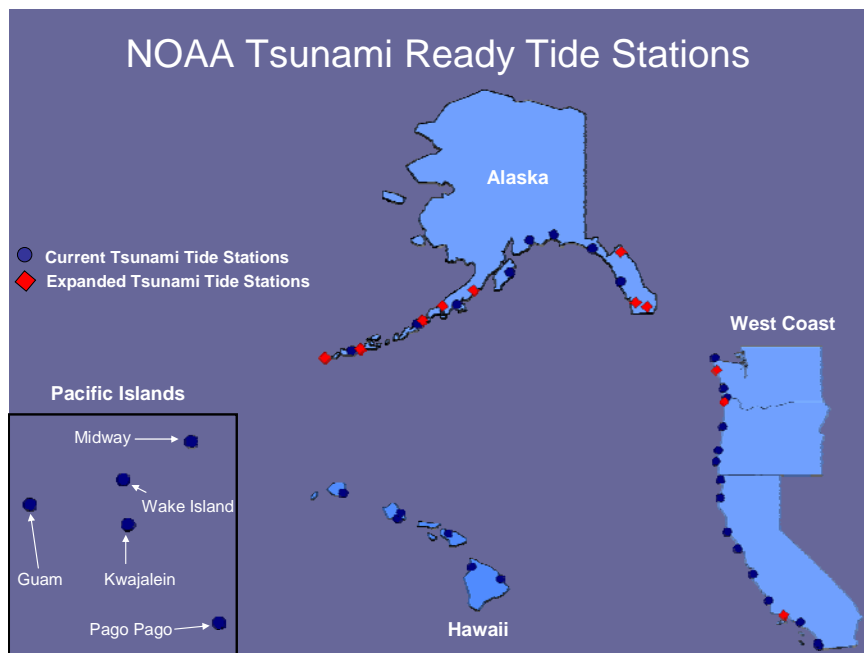 NOAA Tsunami Ready Tide Stations
Alaska
Current Tsunami Tide Stations
Expanded Tsunami Tide Stations
West Coast
Pacific Islands
Midway
Wake Island
Guam
Kwajalein
Pago Pago
Hawaii